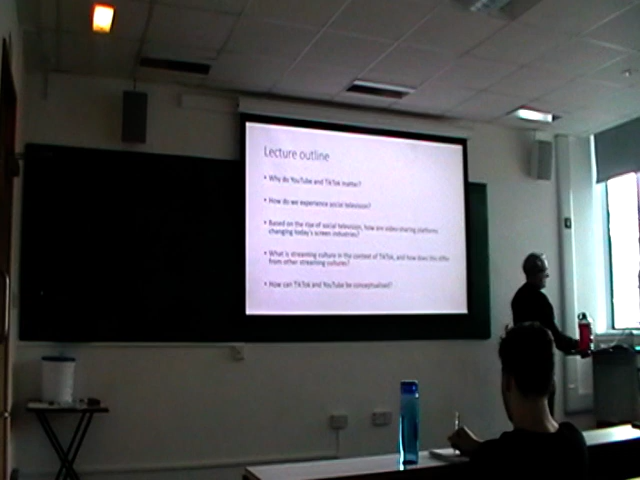 Lecture outline
• Why do YouTube and TikTok matter?
• How do we experience social television?
• Based on the rise of social television, how are video-sharing platforms
changing today's screen industries?
• What is streaming culture in the context of TikTok, and how does this differ
from other streaming cultures?
• How can TikTok and YouTube be conceptualised?